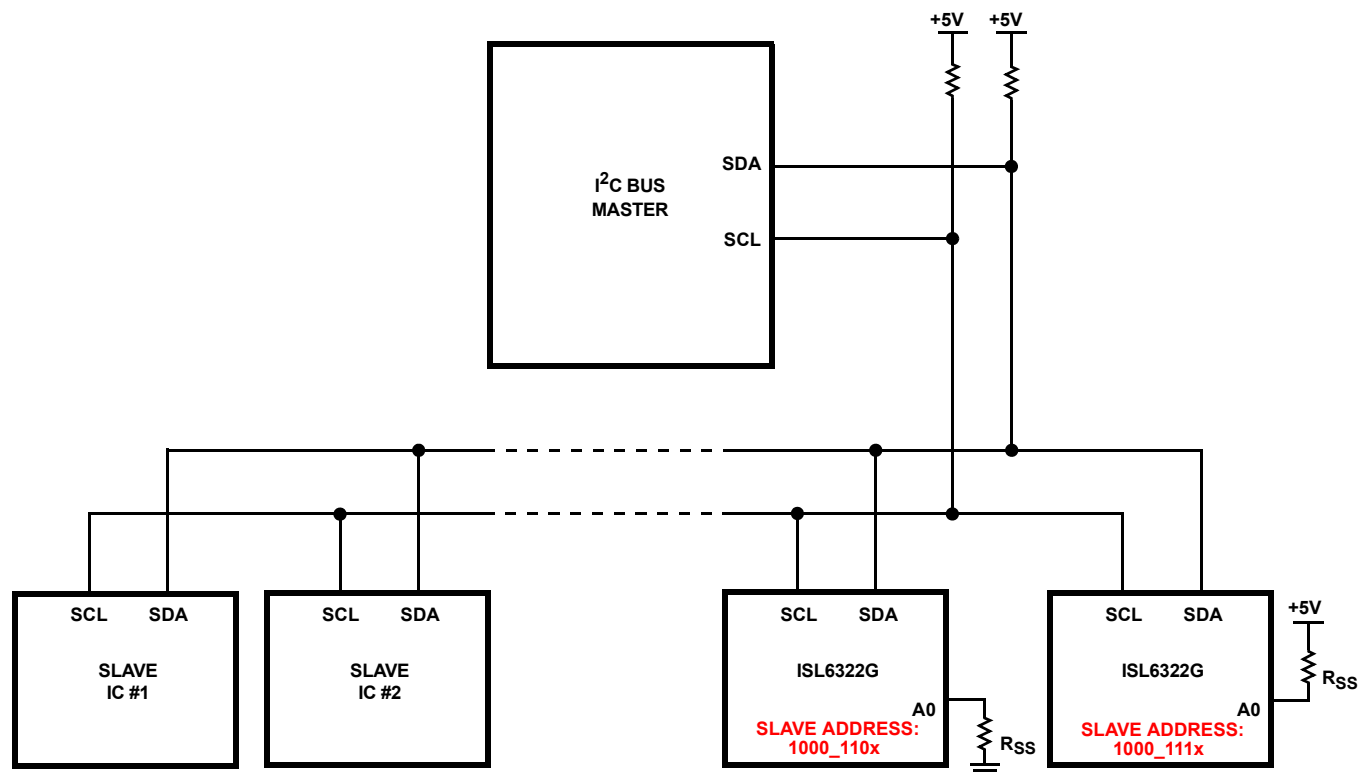 +5V +5V
I²C BUS
MASTER
SDA
SCL
SCL SDA
SLAVE
IC #1
SCL SDA
SLAVE
IC #2
SCL SDA
ISL6322G
A0
SLAVE ADDRESS:
1000_110x
RSS
SCL SDA
ISL6322G
A0
SLAVE ADDRESS:
1000_111x
+5V
RSS